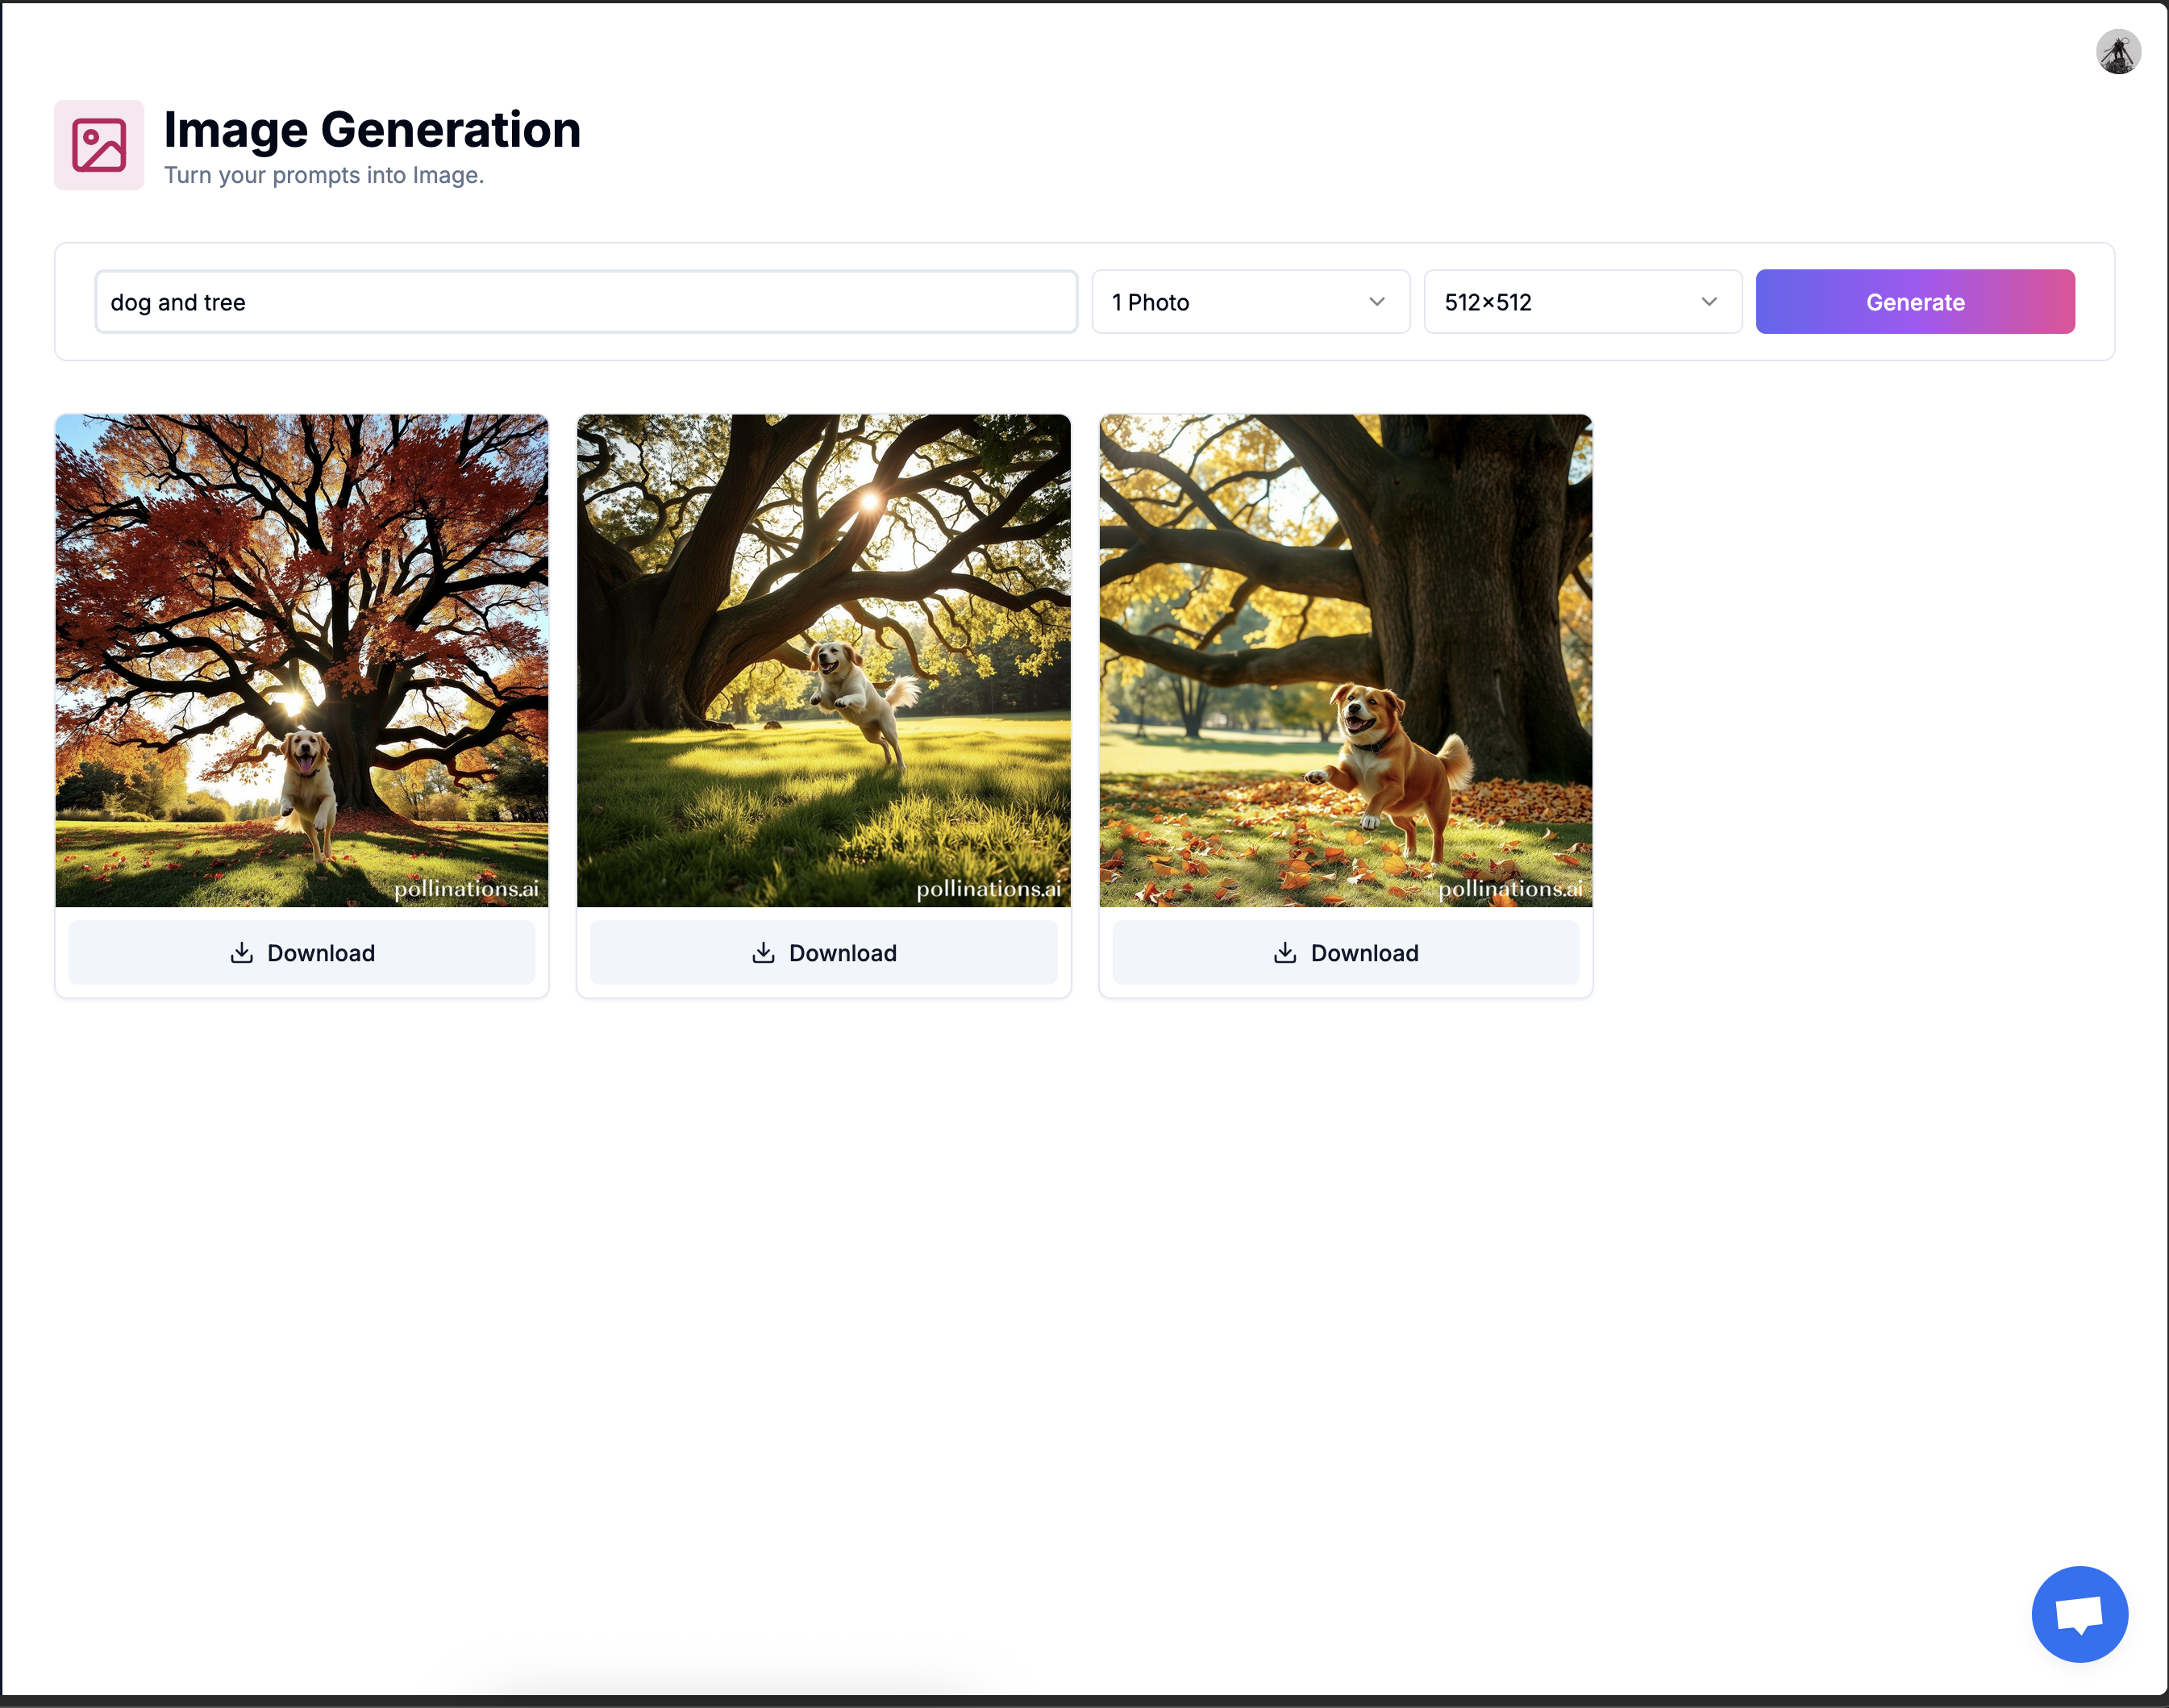 Image Generation
Turn your prompts into Image.
dog and tree
1 Photo
512×512
Generate
pollinations.ai
pollinations.ai
pollinations.ai
Download
Download
Download